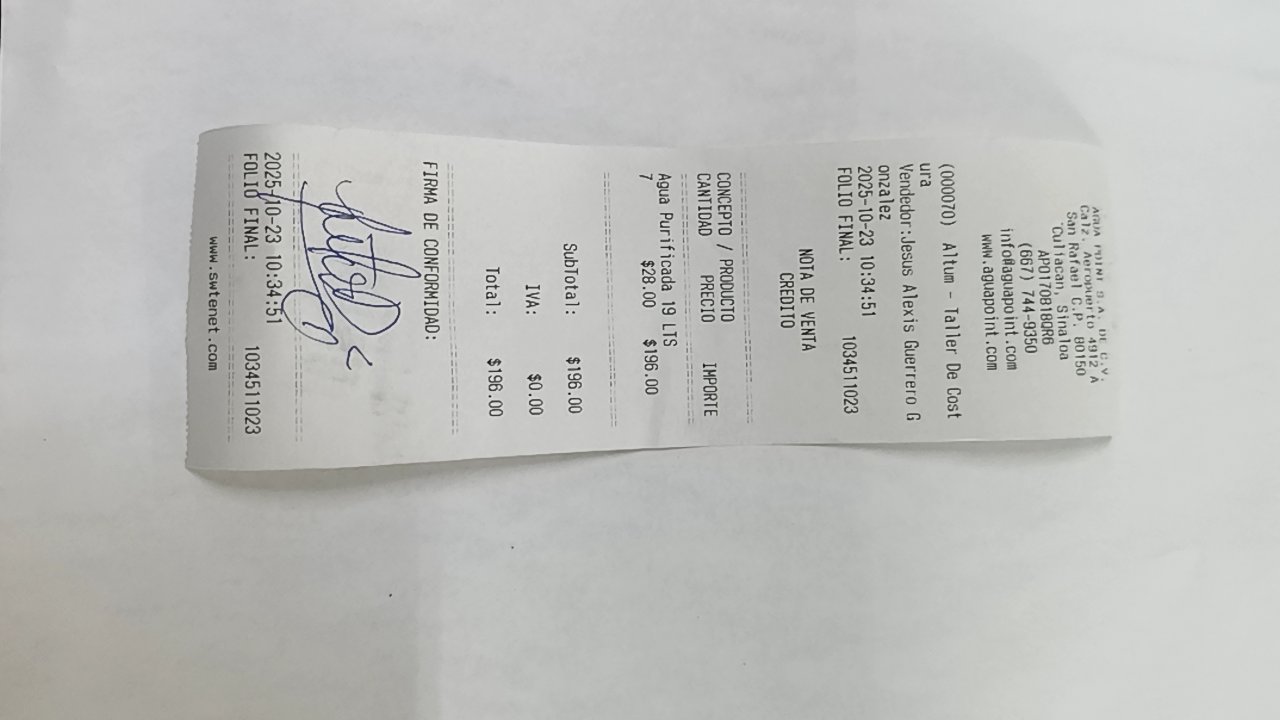 AGUA POINT S.A. DE C.V.
Calz. Aeropuerto 4912 A
San Rafael C.P. 80150
Culiacan, Sinaloa
APO170818QR6
(667) 744-9350
info@aguapoint.com
www.aguapoint.com
(000070) Altum - Taller De Cost
ura
Vendedor:Jesus Alexis Guerrero G
onzalez
2025-10-23 10:34:51
FOLIO FINAL: 1034511023
NOTA DE VENTA
CREDITO
CONCEPTO / PRODUCTO
CANTIDAD PRECIO IMPORTE
Agua Purificada 19 LTS
7 $28.00 $196.00
SubTotal: $196.00
IVA: $0.00
Total: $196.00
FIRMA DE CONFORMIDAD:
2025-10-23 10:34:51
FOLIO FINAL: 1034511023
www.swtenet.com